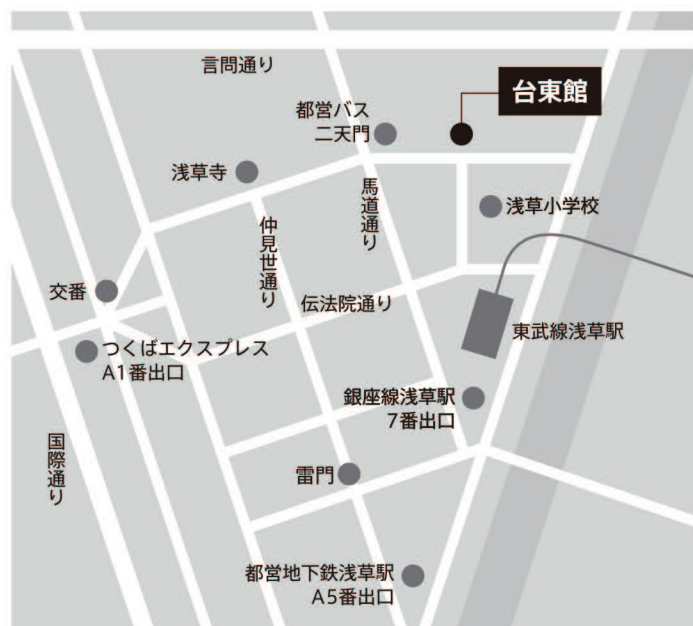 言問通り
台東館
都営バス
二天門
浅草寺
馬道通り
浅草小学校
仲見世通り
交番
伝法院通り
東武線浅草駅
つくばエクスプレス
A1番出口
銀座線浅草駅
7番出口
国際通り
雷門
都営地下鉄浅草駅
A5番出口